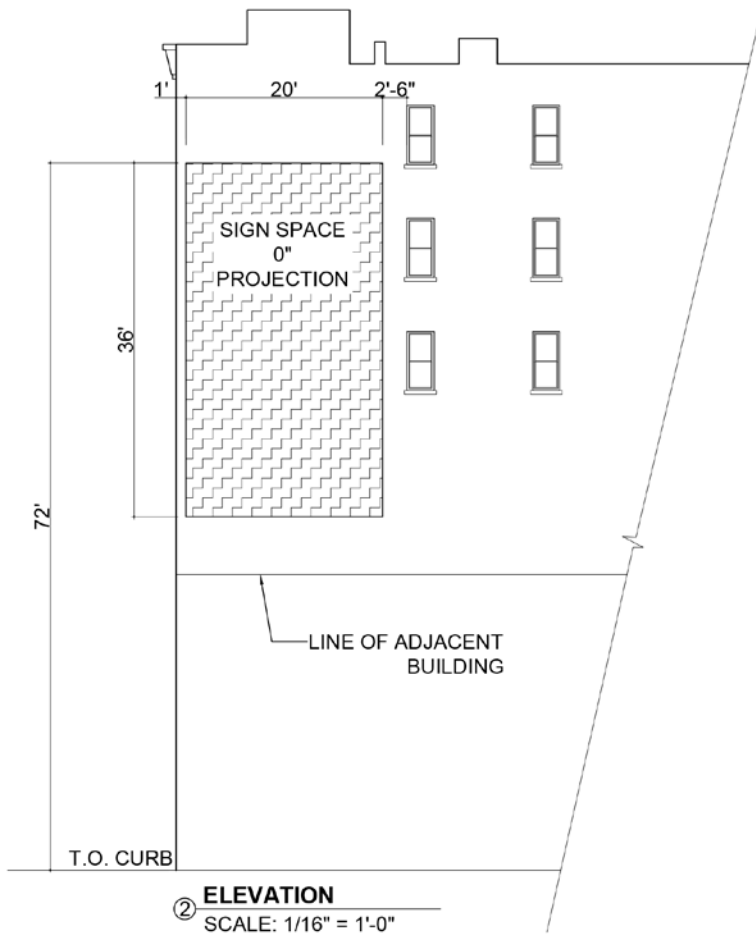 1'
20'
2'-6"
SIGN SPACE
0"
PROJECTION
36'
72'
LINE OF ADJACENT
BUILDING
T.O. CURB
2
ELEVATION
SCALE: 1/16" = 1'-0"